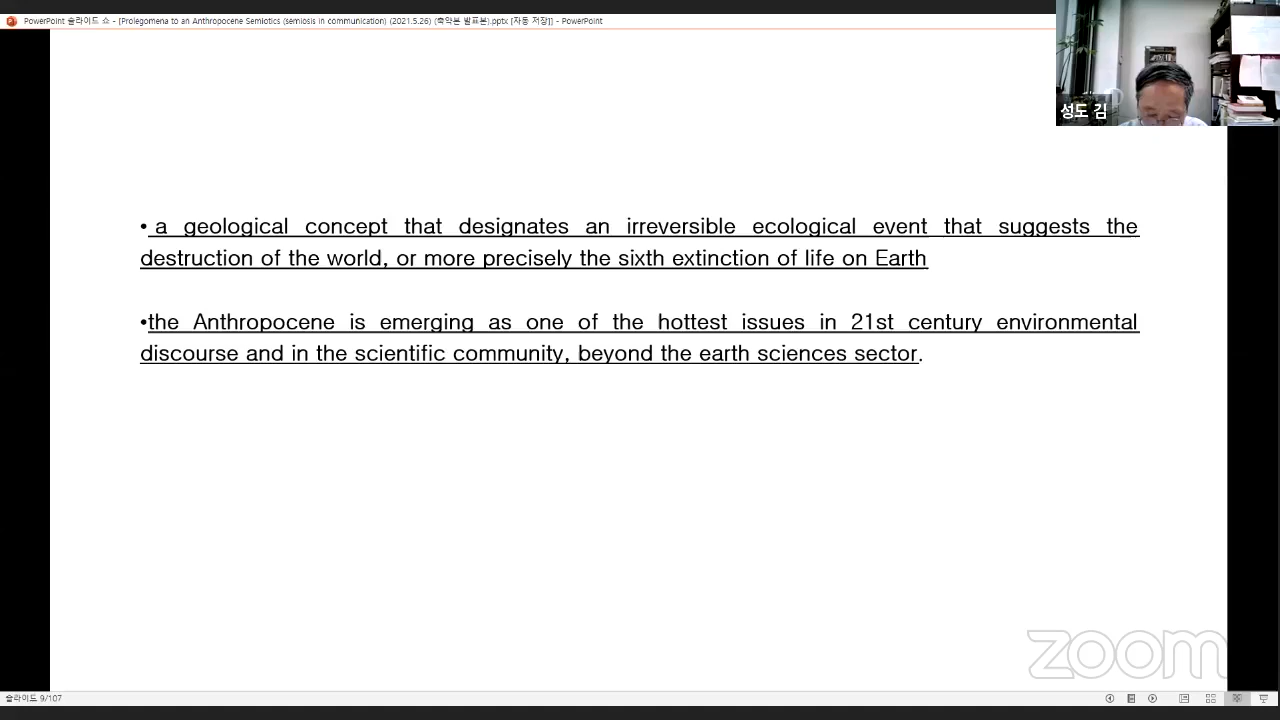 PowerPoint 슬라이드 쇼 - [Prolegomena to an Anthropocene Semiotics (semiosis in communication) (2021.5.26) (축약본 발표본).pptx [자동 저장]] - PowerPoint
성도 김
• a geological concept that designates an irreversible ecological event that suggests the
destruction of the world, or more precisely the sixth extinction of life on Earth
•the Anthropocene is emerging as one of the hottest issues in 21st century environmental
discourse and in the scientific community, beyond the earth sciences sector.
zoom
슬라이드 9/107